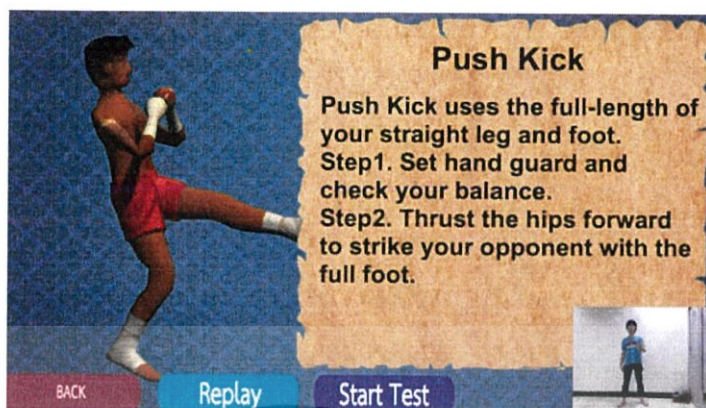 Push Kick
Push Kick uses the full-length of
your straight leg and foot.
Step1. Set hand guard and
check your balance.
Step2. Thrust the hips forward
to strike your opponent with the
full foot.
BACK
Replay
Start Test